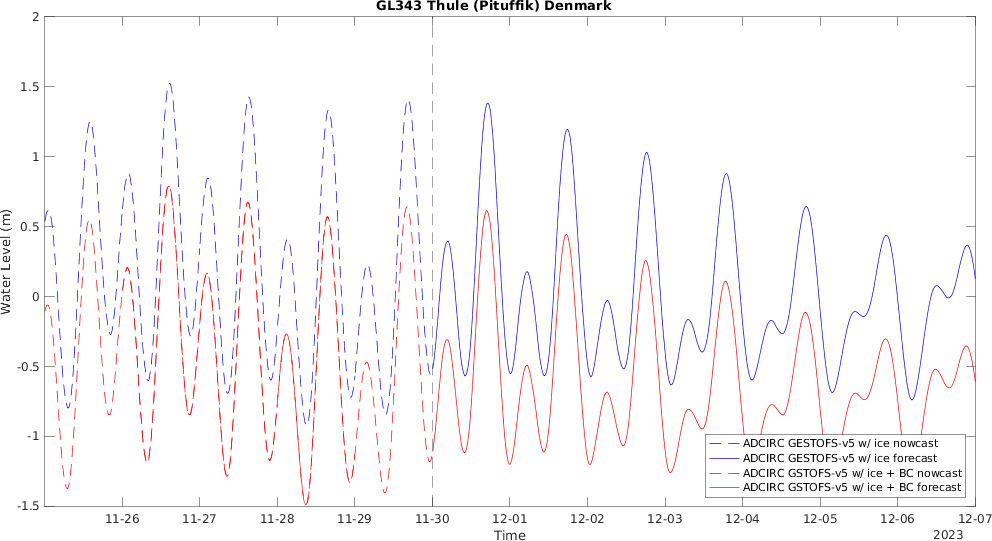 GL343 Thule (Pituffik) Denmark
2
1.5
1
0.5
0
-0.5
-1
-1.5
Water Level (m)
ADCIRC GESTOFS-v5 w/ ice nowcast
ADCIRC GESTOFS-v5 w/ ice forecast
ADCIRC GSTOFS-v5 w/ ice + BC nowcast
ADCIRC GSTOFS-v5 w/ ice + BC forecast
11-26 11-27 11-28 11-29 11-30 12-01 12-02 12-03 12-04 12-05 12-06 12-07
Time
2023